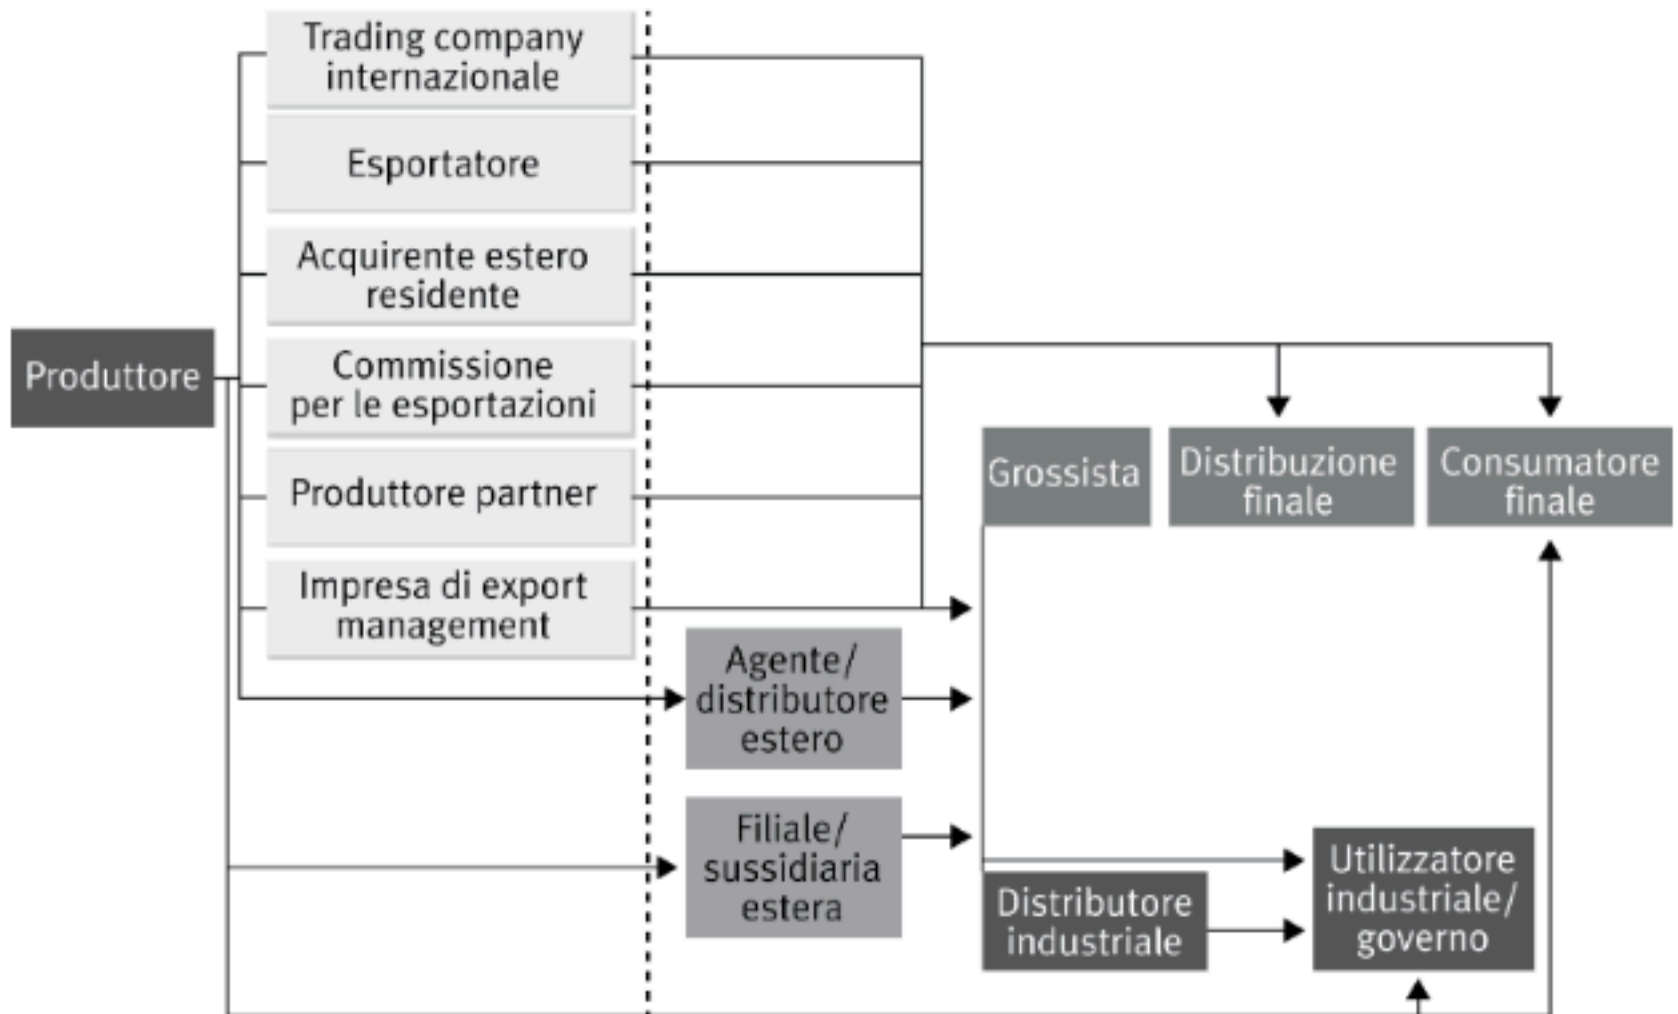 Trading company
internazionale
Esportatore
Acquirente estero
residente
Produttore
Commissione
per le esportazioni
Produttore partner
Impresa di export
management
Grossista
Distribuzione
finale
Consumatore
finale
Agente/
distributore
estero
Filiale/
sussidiaria
estera
Distributore
industriale
Utilizzatore
industriale/
governo